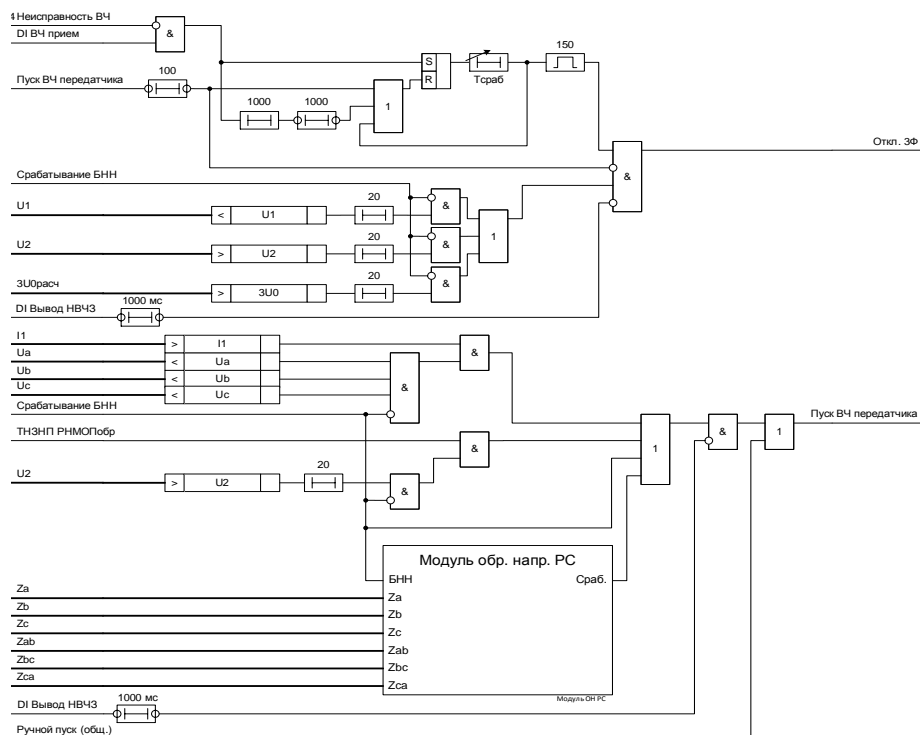 4 Неисправность ВЧ
DI ВЧ прием
&
Пуск ВЧ передатчика
100
1000
1000
1
S
R
Тсраб
150
&
Откл. 3Ф
Срабатывание БНН
U1
< U1
20
&
U2
> U2
20
&
1
3U0расч
> 3U0
20
&
DI Вывод НВЧЗ
1000 мс
I1
> I1
&
Ua
< Ua
Ub
< Ub
&
Uc
< Uc
Срабатывание БНН
ТНЗНП РНМОПобр
&
1
&
1
Пуск ВЧ передатчика
U2
> U2
20
&
Модуль обр. напр. РС
БНН
Сраб.
Za
Za
Zb
Zb
Zc
Zc
Zab
Zab
Zbc
Zbc
Zca
Zca
Модуль ОН РС
DI Вывод НВЧЗ
1000 мс
Ручной пуск (общ.)